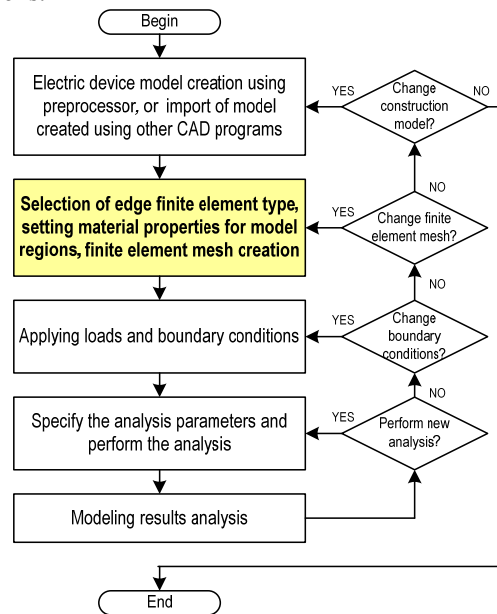 Begin
Electric device model creation using
preprocessor, or import of model
created using other CAD programs
YES
Change
construction
model?
NO
NO
Selection of edge finite element type,
setting material properties for model
regions, finite element mesh creation
YES
Change finite
element mesh?
NO
Applying loads and boundary conditions
YES
Change
boundary
conditions?
NO
Specify the analysis parameters and
perform the analysis
YES
Perform new
analysis?
Modeling results analysis
End